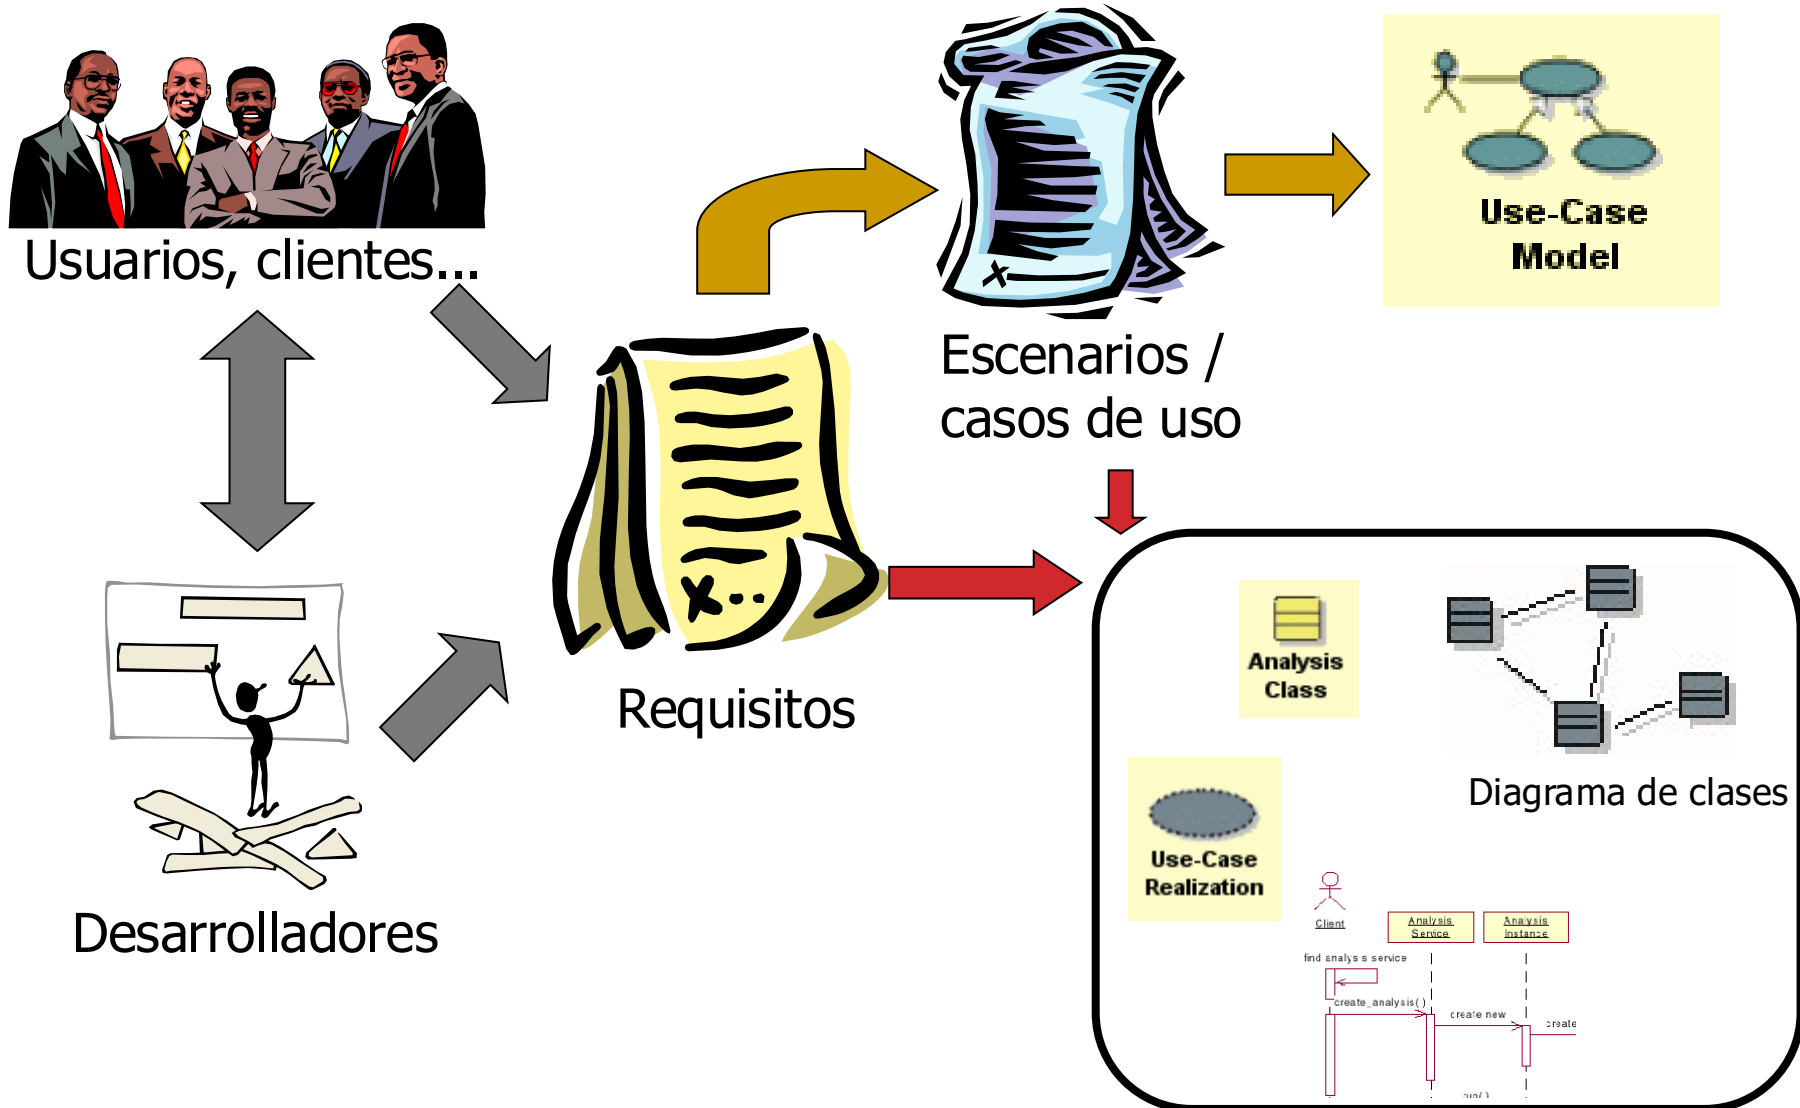 Usuarios, clientes...
Escenarios /
casos de uso
Use-Case
Model
Requisitos
Desarrolladores
Analysis
Class
Diagrama de clases
Use-Case
Realization
Client
Analysis
Service
Analysis
Instance
find analysis service
create_analysis()
create new
create